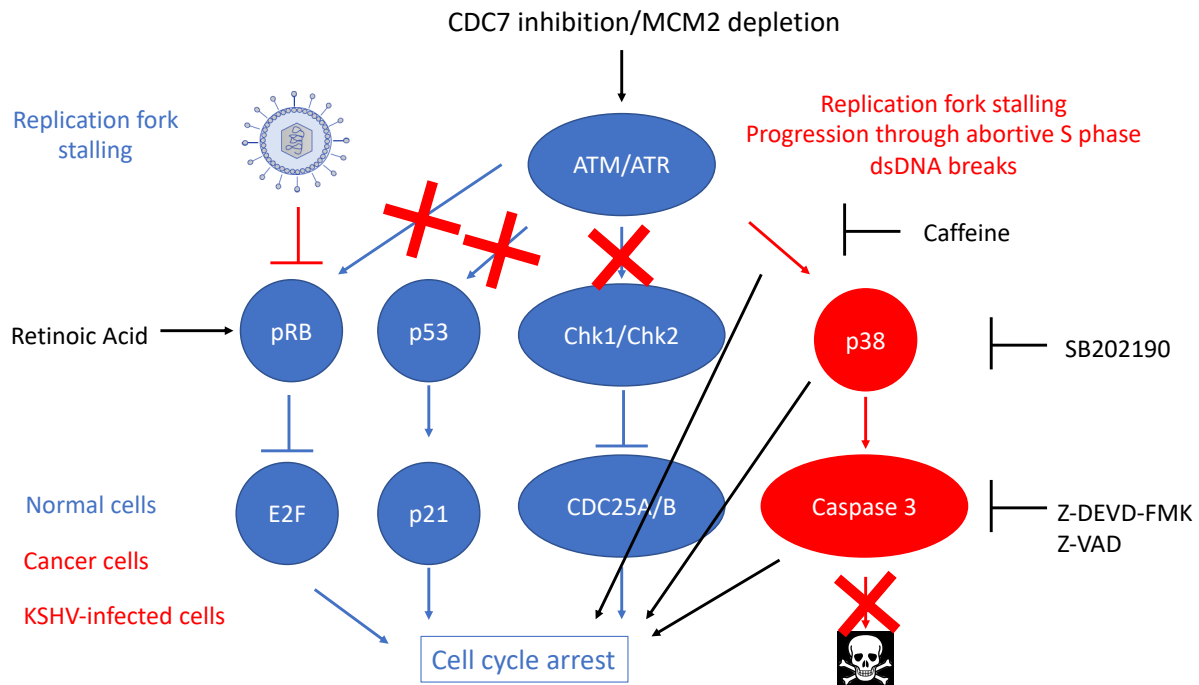 CDC7 inhibition/MCM2 depletion
Replication fork
stalling
ATM/ATR
Replication fork stalling
Progression through abortive S phase
dsDNA breaks
Caffeine
Retinoic Acid
pRB
p53
Chk1/Chk2
p38
SB202190
E2F
p21
CDC25A/B
Caspase 3
Z-DEVD-FMK
Z-VAD
Normal cells
Cancer cells
KSHV-infected cells
Cell cycle arrest